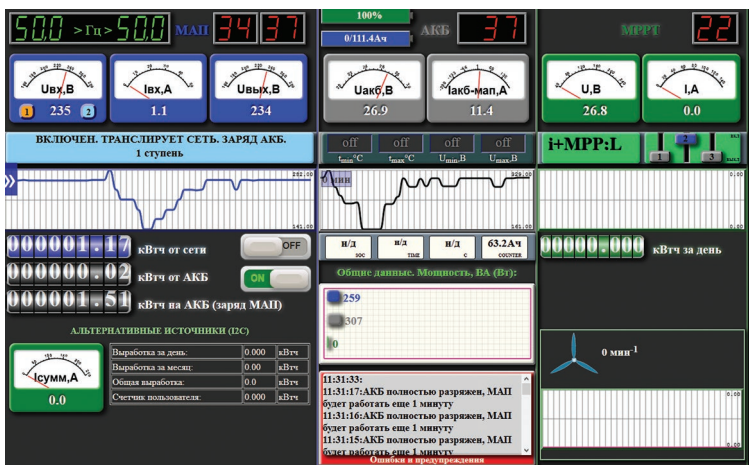 50.0 >Гц> 50.0 МАП 34 37
Uвх,В
1 235 2
Iвх,А
1.1
Uвых,В
234
ВКЛЮЧЕН. ТРАНСЛИРУЕТ СЕТЬ. ЗАРЯД АКБ.
1 ступень
262.00
141.00
000001.17 кВтч от сети OFF
000000.02 кВтч от АКБ ON
000001.51 кВтч на АКБ (заряд МАП)
АЛЬТЕРНАТИВНЫЕ ИСТОЧНИКИ (I2C)
Iсумм,А
0.0
Выработка за день: 0.000 кВтч
Выработка за месяц: 0.00 кВтч
Общая выработка: 0.0 кВтч
Счетчик пользователя: 0.000 кВтч
100%
0/111.4Ач
АКБ 37
Uакб,В
26.9
Iакб-мап,А
11.4
off off off off
tmin°C tmax°C Umin,В Umax,В
0 мин
141.00
н/д н/д н/д 63.2Ач
SOC TIME C COUNTER
Общие данные. Мощность, ВА (Вт):
259
307
0
11:31:33:
11:31:17:АКБ полностью разряжен, МАП
будет работать еще 1 минуту
11:31:16:АКБ полностью разряжен, МАП
будет работать еще 1 минуту
11:31:15:АКБ полностью разряжен, МАП
будет работать еще 1 минуту
Ошибки и предупреждения
MPPT 22
U,В
26.8
I,А
0.0
i+MPP:L
1 2 3
0.00
0.00
00000.000 кВтч за день
0 мин-1
0.00
0.00